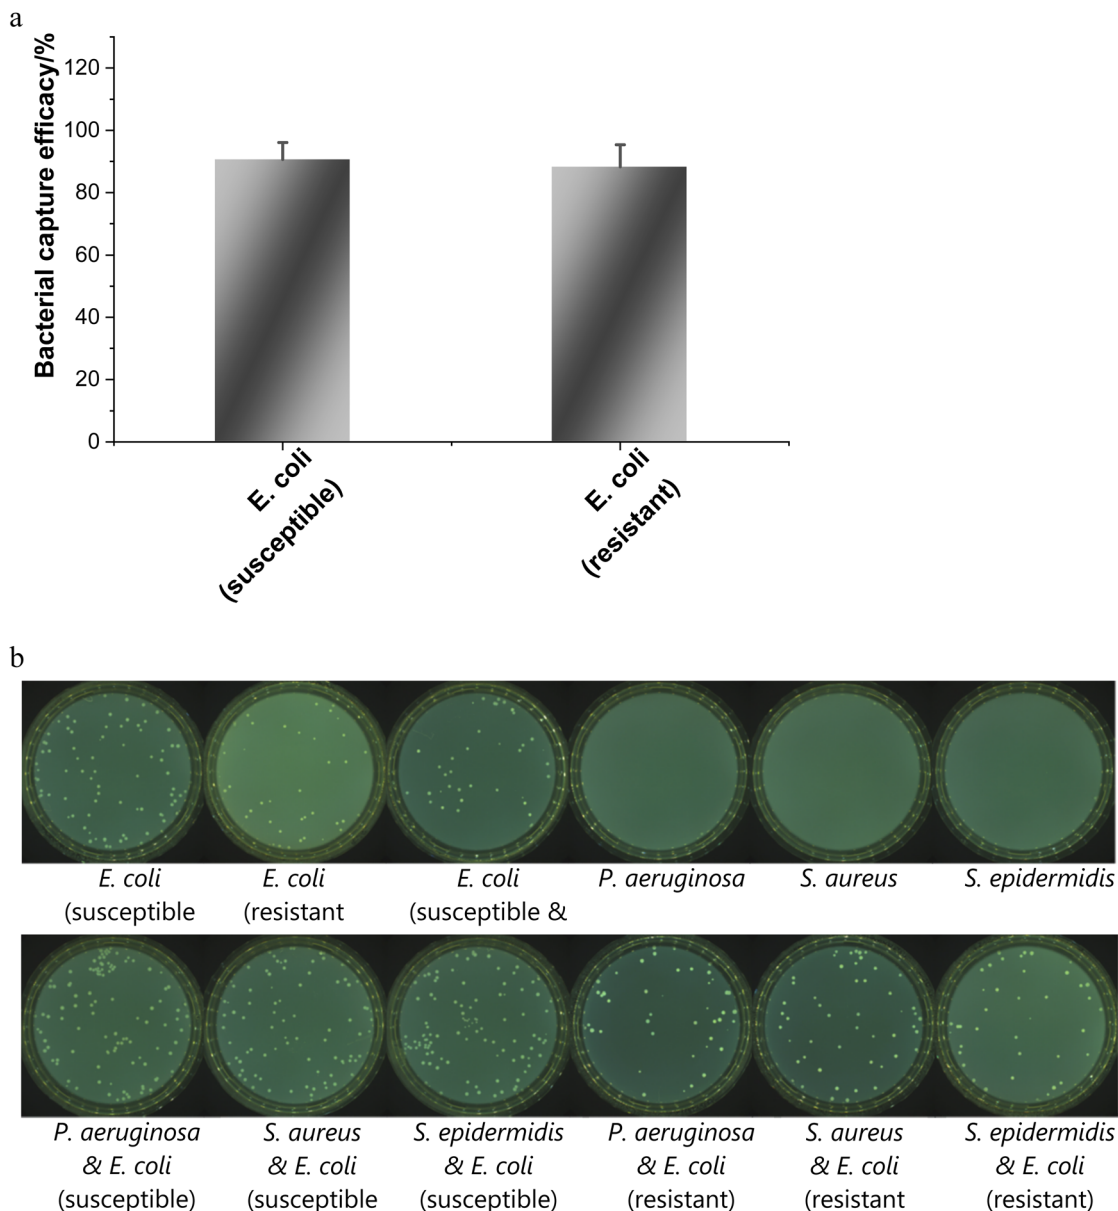 a
Bacterial capture efficacy/%
120
100
80
60
40
20
0
E. coli
(susceptible)
E. coli
(resistant)
b
E. coli
(susceptible
E. coli
(resistant
E. coli
(susceptible &
P. aeruginosa
S. aureus
S. epidermidis
P. aeruginosa
& E. coli
(susceptible)
S. aureus
& E. coli
(susceptible
S. epidermidis
& E. coli
(susceptible)
P. aeruginosa
& E. coli
(resistant)
S. aureus
& E. coli
(resistant
S. epidermidis
& E. coli
(resistant)